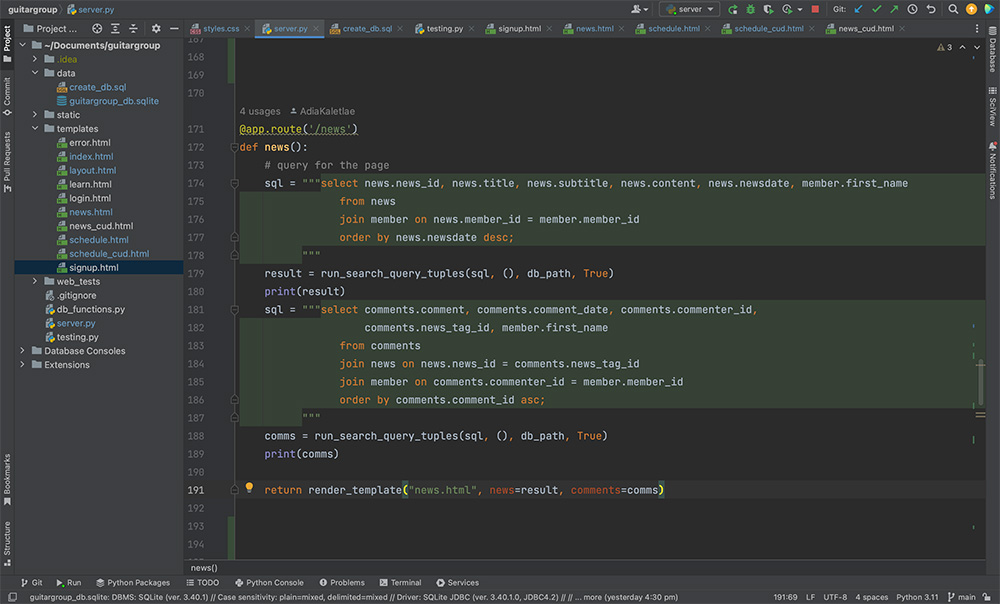 guitargroup › server.py
server
Git:
Project ...
styles.css
server.py
create_db.sql
testing.py
signup.html
news.html
schedule.html
schedule_cud.html
news_cud.html
Project
Commit
Pull Requests
Bookmarks
Structure
~/Documents/guitargroup
.idea
data
create_db.sql
guitargroup_db.sqlite
static
templates
error.html
index.html
layout.html
learn.html
login.html
news.html
news_cud.html
schedule.html
schedule_cud.html
signup.html
web_tests
.gitignore
db_functions.py
server.py
testing.py
Database Consoles
Extensions
3
167
168
169
170
4 usages AdiaKaletlae
171 @app.route('/news')
172 def news():
173 # query for the page
174 sql = """select news.news_id, news.title, news.subtitle, news.content, news.newsdate, member.first_name
175 from news
176 join member on news.member_id = member.member_id
177 order by news.newsdate desc;
178 """
179 result = run_search_query_tuples(sql, (), db_path, True)
180 print(result)
181 sql = """select comments.comment, comments.comment_date, comments.commenter_id,
182 comments.news_tag_id, member.first_name
183 from comments
184 join news on news.news_id = comments.news_tag_id
185 join member on comments.commenter_id = member.member_id
186 order by comments.comment_id asc;
187 """
188 comms = run_search_query_tuples(sql, (), db_path, True)
189 print(comms)
190
191 return render_template("news.html", news=result, comments=comms)
192
193
194
news()
Database
SciView
Notifications
Git
Run
Python Packages
TODO
Python Console
Problems
Terminal
Services
guitargroup_db.sqlite: DBMS: SQLite (ver. 3.40.1) // Case sensitivity: plain=mixed, delimited=mixed // Driver: SQLite JDBC (ver. 3.40.1.0, JDBC4.2) // // ... more (yesterday 4:30 pm)
191:69 LF UTF-8 4 spaces Python 3.11 main